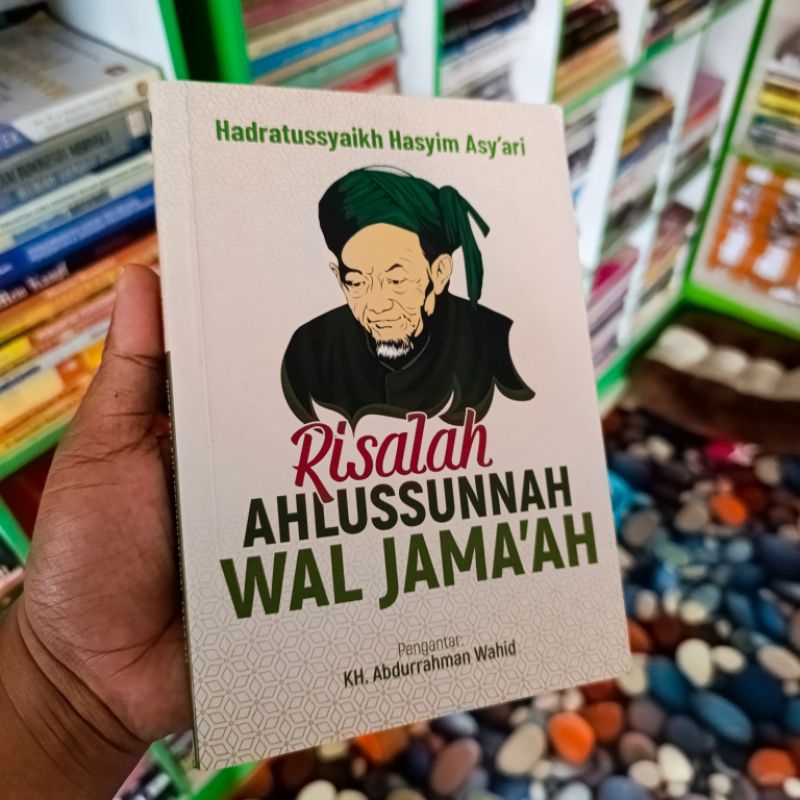 Hadratussyaikh Hasyim Asy'ari
Risalah
AHLUSSUNNAH
WAL JAMA'AH
Pengantar:
KH. Abdurrahman Wahid